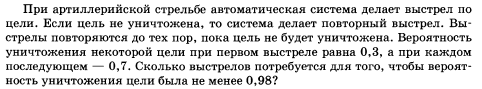 При артиллерийской стрельбе автоматическая система делает выстрел по
цели. Если цель не уничтожена, то система делает повторный выстрел. Вы-
стрелы повторяются до тех пор, пока цель не будет уничтожена. Вероятность
уничтожения некоторой цели при первом выстреле равна 0,3, а при каждом
последующем — 0,7. Сколько выстрелов потребуется для того, чтобы вероят-
ность уничтожения цели была не менее 0,98?